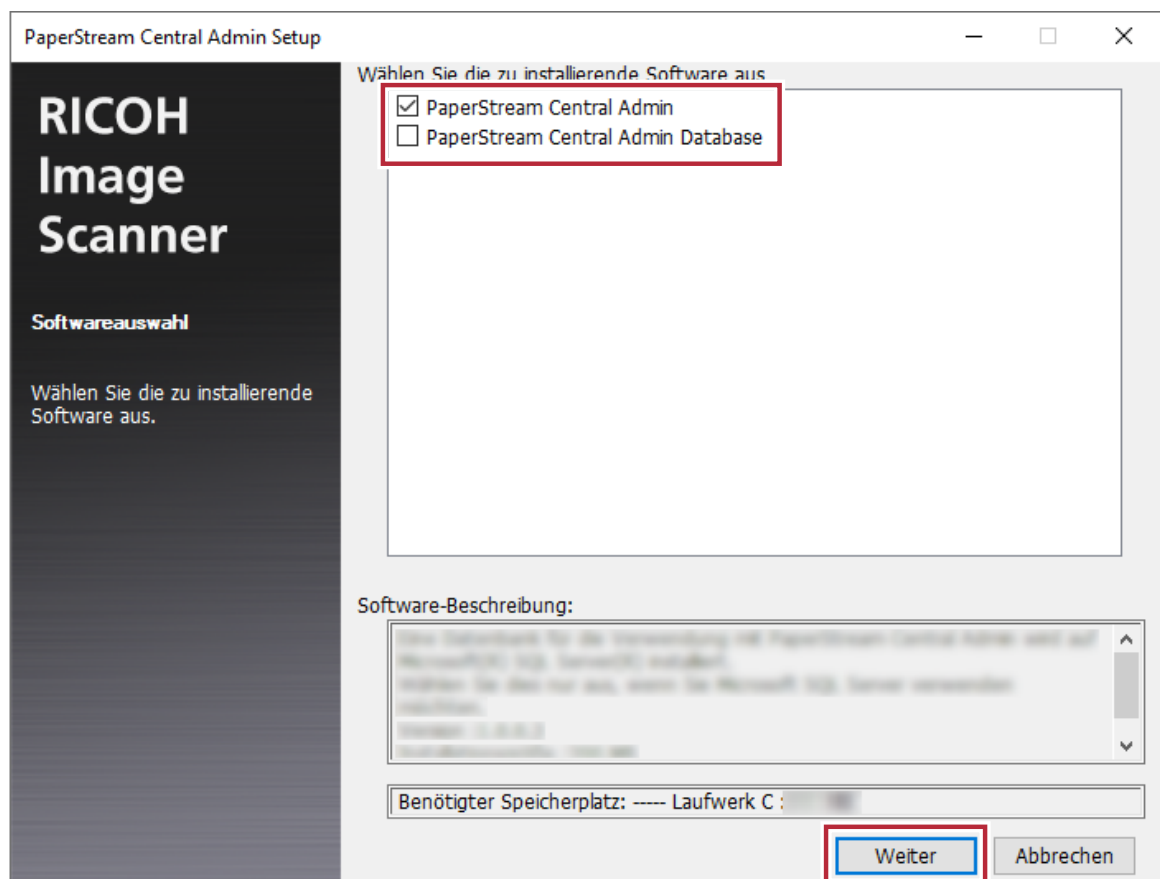 PaperStream Central Admin Setup
RICOH
Image
Scanner
Softwareauswahl
Wählen Sie die zu installierende
Software aus.
Wählen Sie die zu installierende Software aus
PaperStream Central Admin
PaperStream Central Admin Database
Software-Beschreibung:
Benötigter Speicherplatz: ----- Laufwerk C :
Weiter
Abbrechen